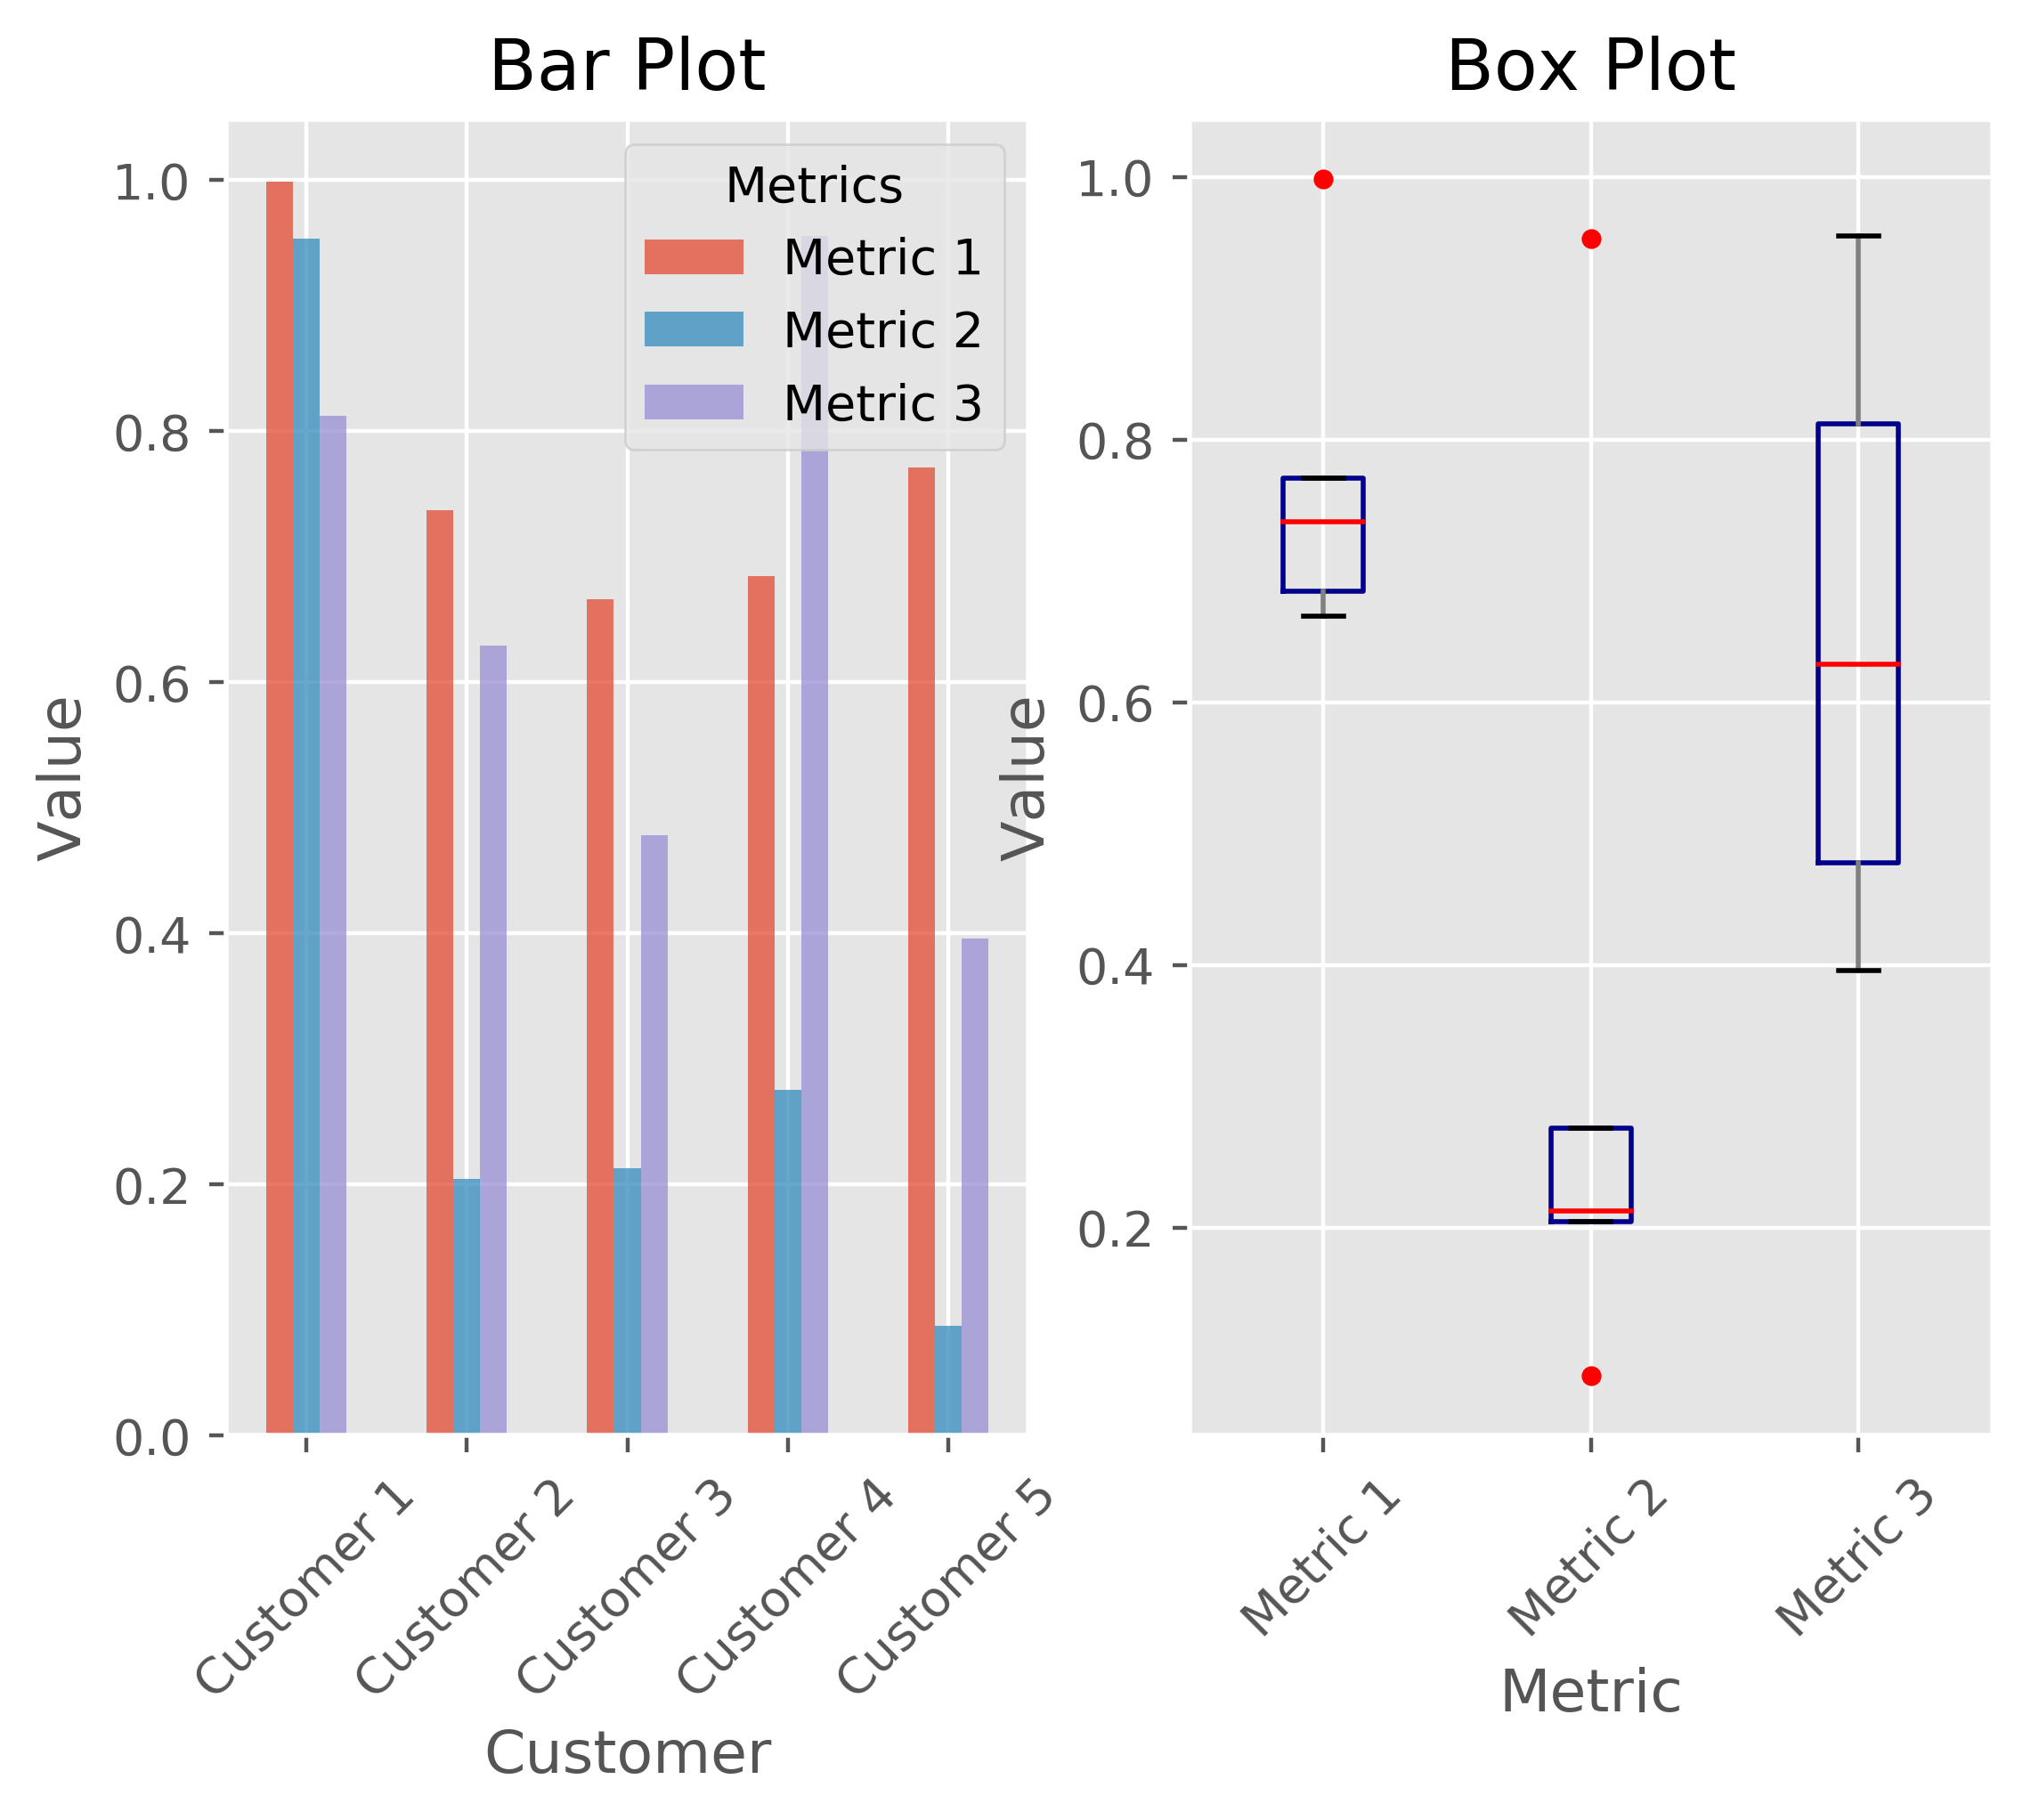 Bar Plot
Metrics
Metric 1
Metric 2
Metric 3
1.0
0.8
0.6
0.4
0.2
0.0
Value
Customer 1
Customer 2
Customer 3
Customer 4
Customer 5
Customer
Box Plot
1.0
0.8
0.6
0.4
0.2
Value
Metric 1
Metric 2
Metric 3
Metric